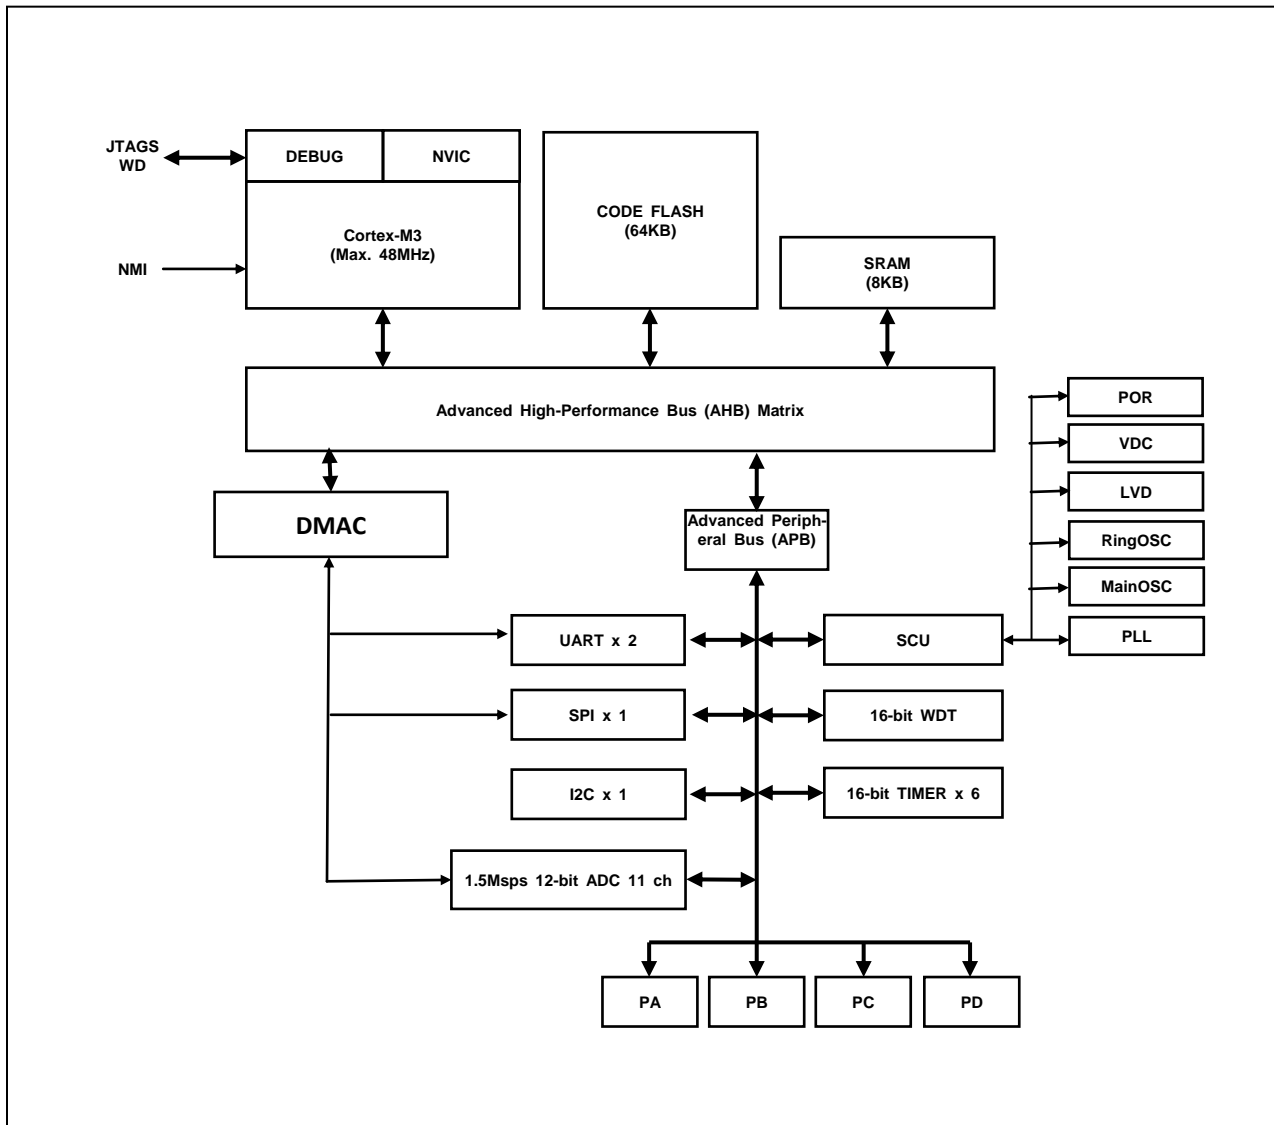 JTAGS
WD
DEBUG
NVIC
Cortex-M3
(Max. 48MHz)
NMI
CODE FLASH
(64KB)
SRAM
(8KB)
Advanced High-Performance Bus (AHB) Matrix
DMAC
Advanced Periph-
eral Bus (APB)
POR
VDC
LVD
RingOSC
MainOSC
PLL
UART x 2
SCU
SPI x 1
16-bit WDT
I2C x 1
16-bit TIMER x 6
1.5Msps 12-bit ADC 11 ch
PA
PB
PC
PD